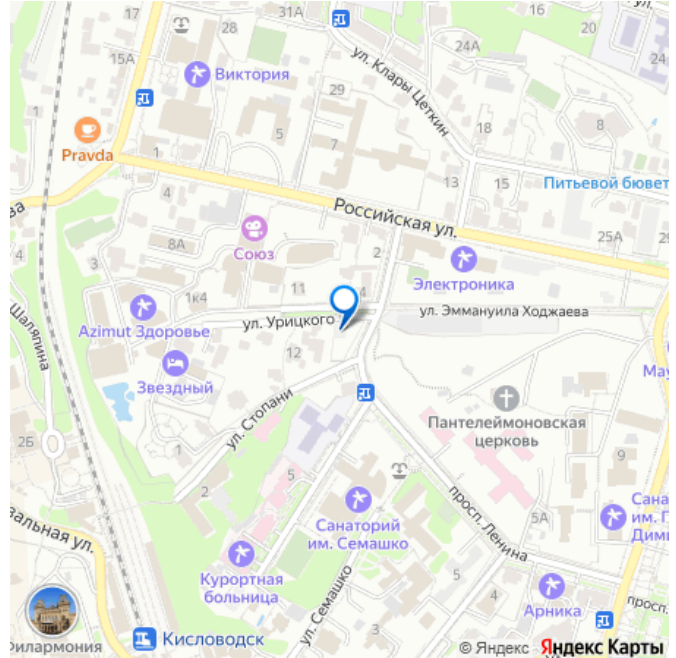 17
31А
16
28
15А
Виктория
ул. Клары Цеткин
24А
24
29
1
5
7
18
8
Pravda
1
4
13
15
Питьевой бювет
Российская ул.
3
8А
Союз
2
25А
Электроника
11
4
1к4
ул. Эммануила Ходжаева
Azimut Здоровье
ул. Урицкого
Шаляпина
12
Звездный
ул. Стопани
Пантелеймоновская
церковь
2Б
1
9
2
5
просп. Ленина
5А
Санаторий
им. Семашко
Курортная
больница
ул. Семашко
5
4
3
2
Арника
Кисловодск
© Яндекс Яндекс Карты